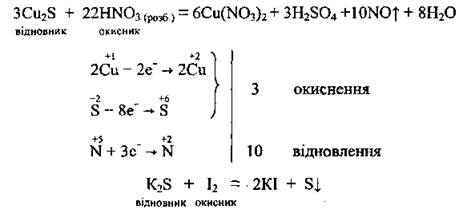 3Cu₂S + 22HNO₃ (розб.) = 6Cu(NO₃)₂ + 3H₂SO₄ +10NO↑ + 8H₂O
відновник окисник
+1 +2
2Cu – 2e⁻ → 2Cu
-2 +6
S – 8e⁻ → S
3 окиснення
+5 +2
N + 3e⁻ → N 10 відновлення
K₂S + I₂ = 2KI + S↓
відновник окисник